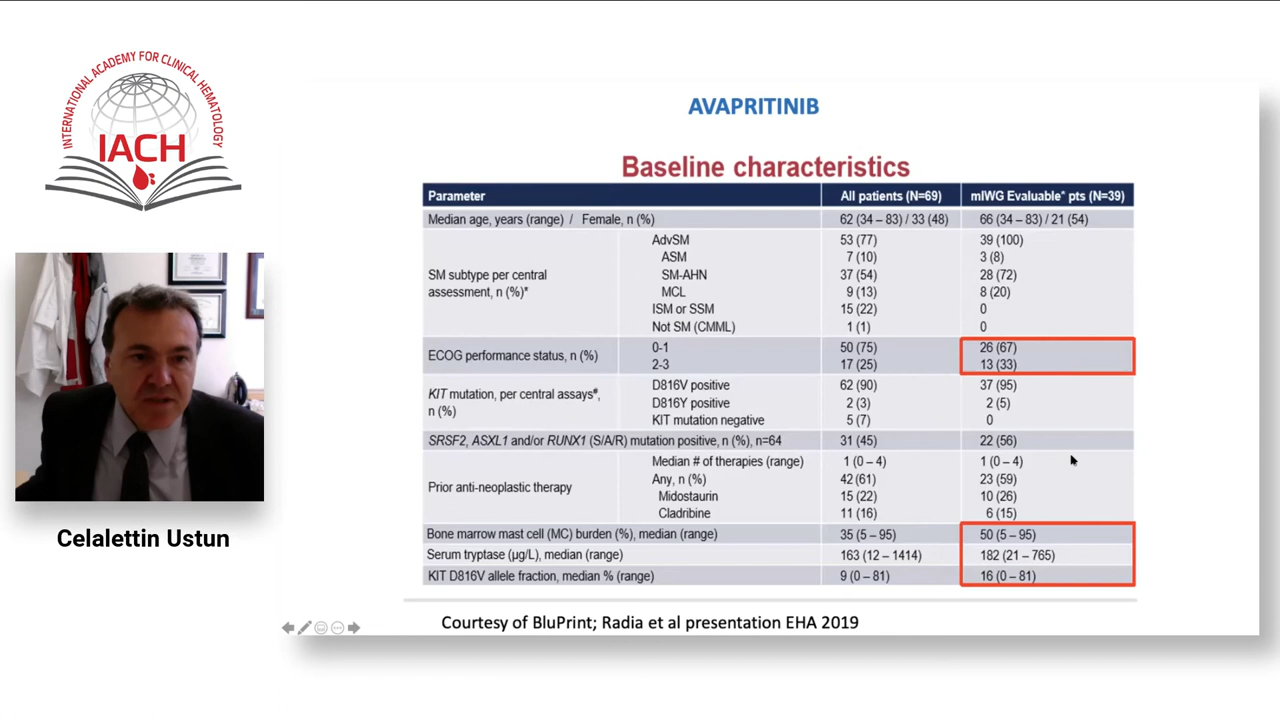 INTERNATIONAL ACADEMY FOR CLINICAL HEMATOLOGY
IACH
Celalettin Ustun
AVAPRITINIB
Baseline characteristics
Parameter All patients (N=69) mIWG Evaluable* pts (N=39)
Median age, years (range) / Female, n (%) 62 (34 – 83) / 33 (48) 66 (34 – 83) / 21 (54)
SM subtype per central assessment, n (%)*
AdvSM 53 (77) 39 (100)
ASM 7 (10) 3 (8)
SM-AHN 37 (54) 28 (72)
MCL 9 (13) 8 (20)
ISM or SSM 15 (22) 0
Not SM (CMML) 1 (1) 0
ECOG performance status, n (%)
0-1 50 (75) 26 (67)
2-3 17 (25) 13 (33)
KIT mutation, per central assays#, n (%)
D816V positive 62 (90) 37 (95)
D816Y positive 2 (3) 2 (5)
KIT mutation negative 5 (7) 0
SRSF2, ASXL1 and/or RUNX1 (S/A/R) mutation positive, n (%), n=64 31 (45) 22 (56)
Prior anti-neoplastic therapy
Median # of therapies (range) 1 (0 – 4) 1 (0 – 4)
Any, n (%) 42 (61) 23 (59)
Midostaurin 15 (22) 10 (26)
Cladribine 11 (16) 6 (15)
Bone marrow mast cell (MC) burden (%), median (range) 35 (5 – 95) 50 (5 – 95)
Serum tryptase (µg/L), median (range) 163 (12 – 1414) 182 (21 – 765)
KIT D816V allele fraction, median % (range) 9 (0 – 81) 16 (0 – 81)
Courtesy of BluPrint; Radia et al presentation EHA 2019